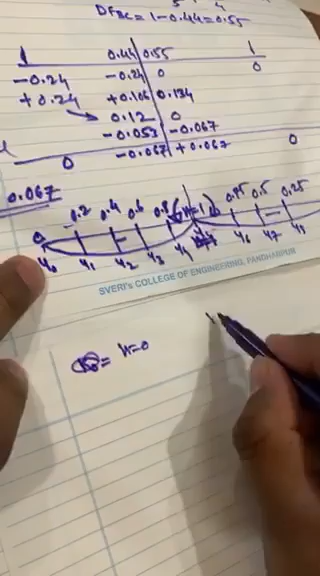 DFBC = 1 - 0.44 = 0.55
1 0.44 0.55 1
-0.24 -0.24 0 0
+0.24 +0.106 0.134
0.12 0
-0.053 -0.067
0 -0.067 +0.067 0
0.067
0 0.2 0.4 0.6 0.8 0.75 0.5 0.25
y0 y1 y2 y3 y4 y6 y7 y8
SVERI's COLLEGE OF ENGINEERING, PANDHARPUR
= x=0